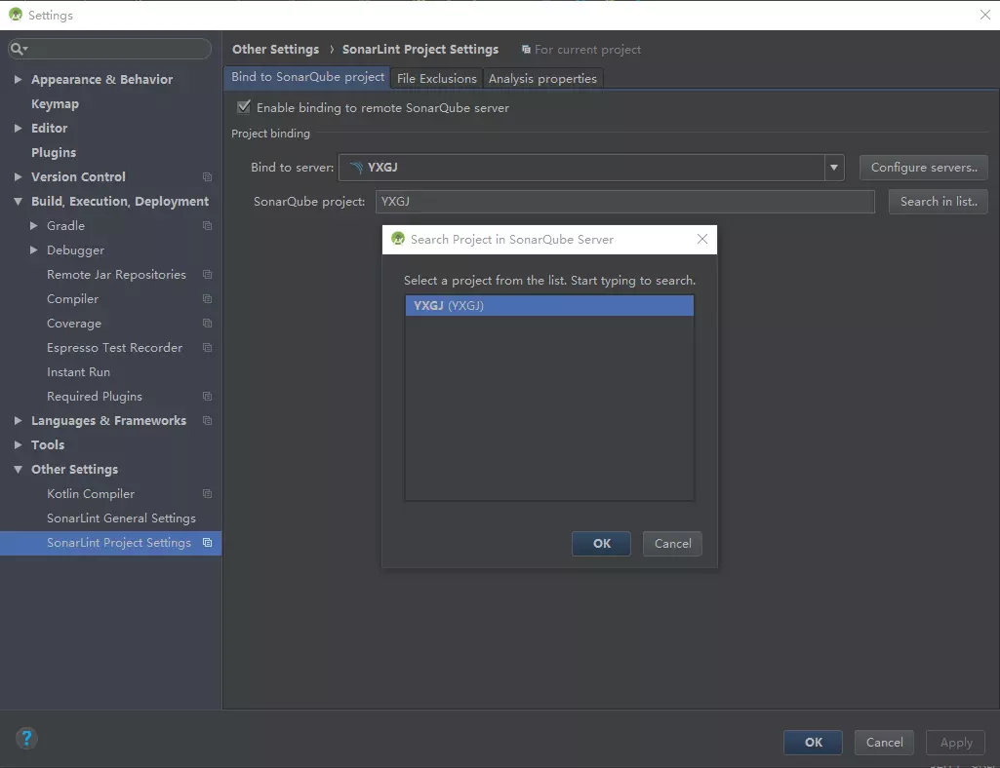 Settings
Other Settings › SonarLint Project Settings For current project
Appearance & Behavior
Keymap
Editor
Plugins
Version Control
Build, Execution, Deployment
Gradle
Debugger
Remote Jar Repositories
Compiler
Coverage
Espresso Test Recorder
Instant Run
Required Plugins
Languages & Frameworks
Tools
Other Settings
Kotlin Compiler
SonarLint General Settings
SonarLint Project Settings
Bind to SonarQube project File Exclusions Analysis properties
Enable binding to remote SonarQube server
Project binding
Bind to server: YXGJ Configure servers..
SonarQube project: YXGJ Search in list..
Search Project in SonarQube Server
Select a project from the list. Start typing to search.
YXGJ (YXGJ)
OK Cancel
? OK Cancel Apply